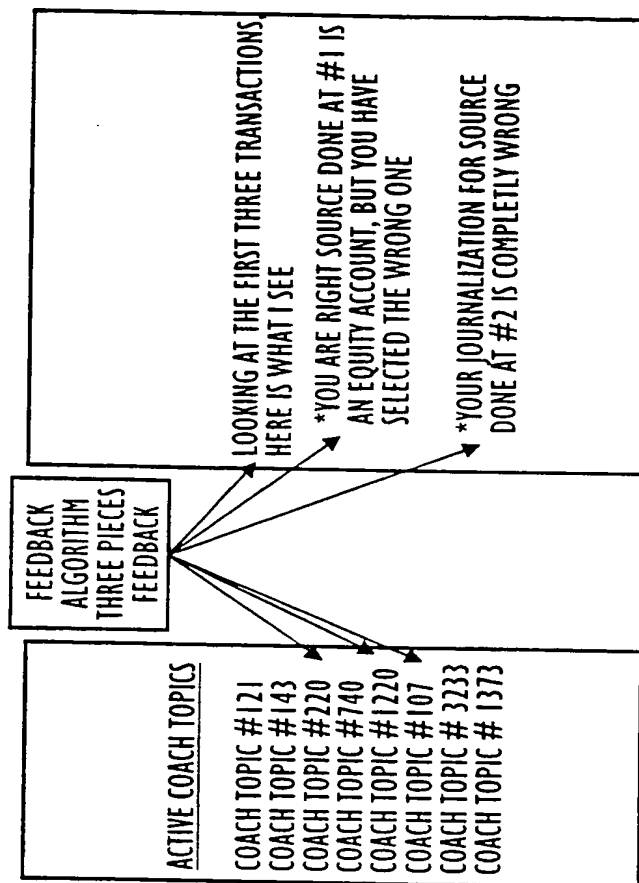 ACTIVE COACH TOPICS
COACH TOPIC #121
COACH TOPIC #143
COACH TOPIC #220
COACH TOPIC #740
COACH TOPIC #1220
COACH TOPIC #107
COACH TOPIC # 3233
COACH TOPIC # 1373
FEEDBACK
ALGORITHM
THREE PIECES
FEEDBACK
LOOKING AT THE FIRST THREE TRANSACTIONS,
HERE IS WHAT I SEE
*YOU ARE RIGHT SOURCE DONE AT #1 IS
AN EQUITY ACCOUNT, BUT YOU HAVE
SELECTED THE WRONG ONE
*YOUR JOURNALIZATION FOR SOURCE
DONE AT #2 IS COMPLETLY WRONG